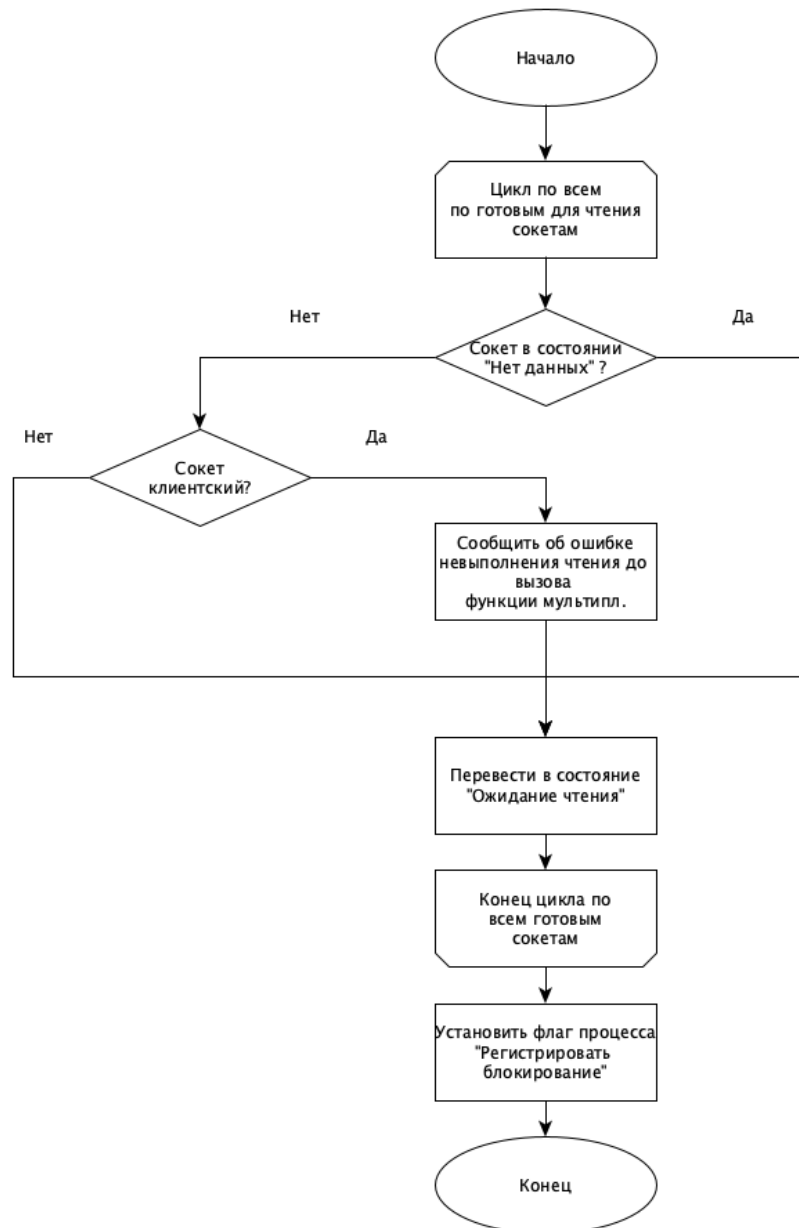 Начало
Цикл по всем
по готовым для чтения
сокетам
Нет
Да
Сокет в состоянии
"Нет данных" ?
Нет
Да
Сокет
клиентский?
Сообщить об ошибке
невыполнения чтения до
вызова
функции мультипл.
Перевести в состояние
"Ожидание чтения"
Конец цикла по
всем готовым
сокетам
Установить флаг процесса
"Регистрировать
блокирование"
Конец